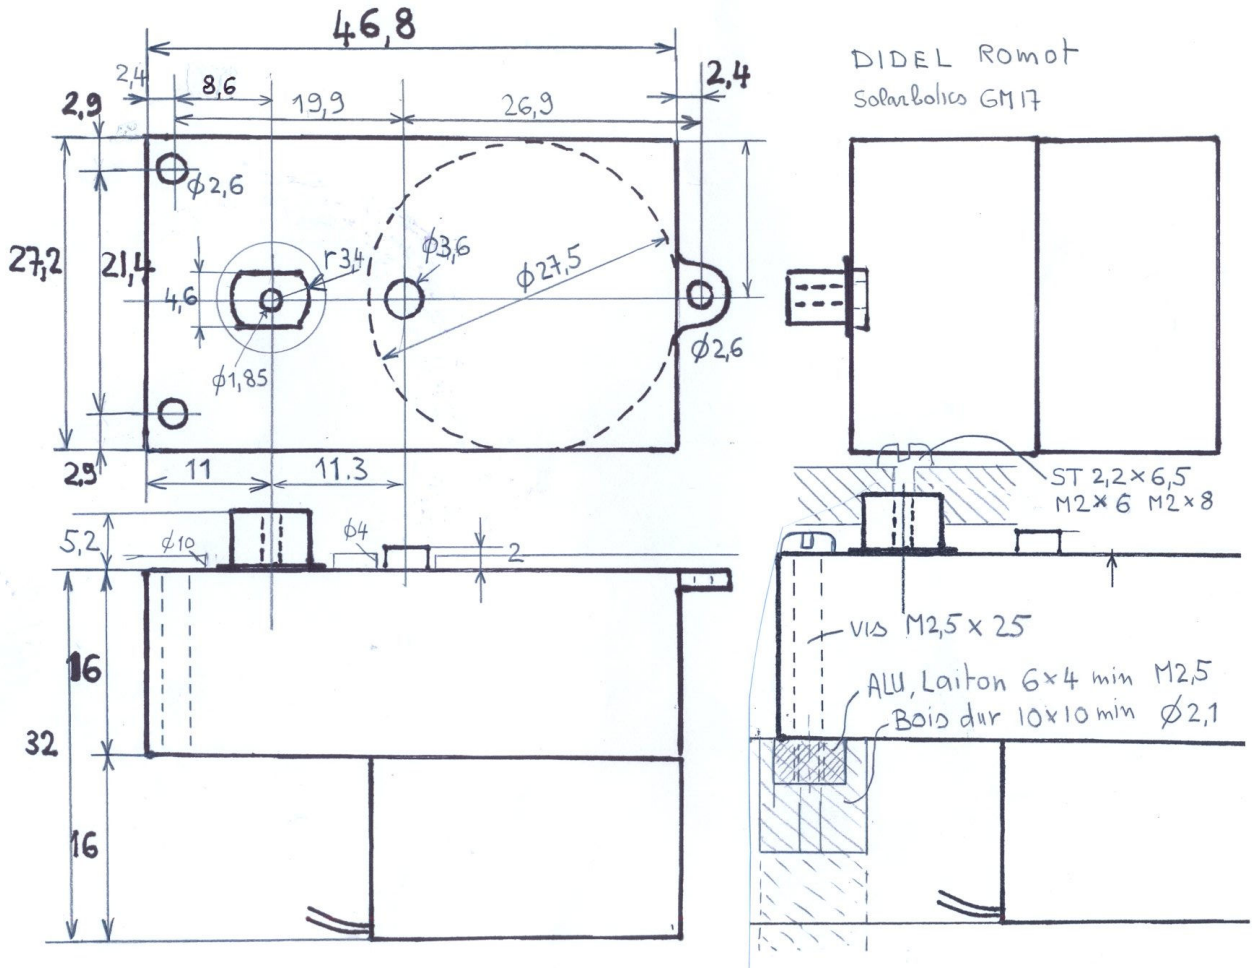 46,8
DIDEL Romot
Solarbolics GM17
2,4
8,6
2,4
2,9
19,9
26,9
ϕ2,6
27,2
21,4
r3,4
ϕ3,6
ϕ27,5
4,6
ϕ2,6
ϕ1,85
2,9
11
11.3
ST 2,2×6,5
M2×6 M2×8
5,2
ϕ10
ϕ4
2
vis M2,5×25
16
ALU, Laiton 6×4 min M2,5
Bois dur 10×10 min ϕ2,1
32
16